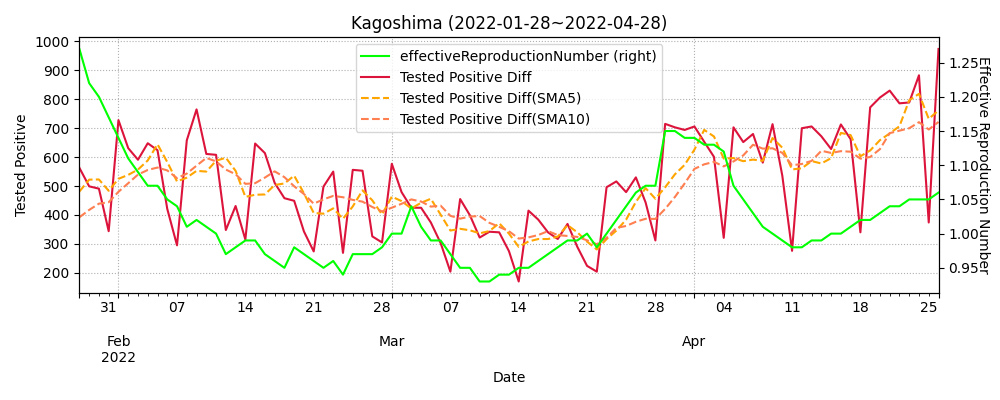 Kagoshima (2022-01-28~2022-04-28)
effectiveReproductionNumber (right)
Tested Positive Diff
Tested Positive Diff(SMA5)
Tested Positive Diff(SMA10)
Tested Positive
1000
900
800
700
600
500
400
300
200
Effective Reproduction Number
1.25
1.20
1.15
1.10
1.05
1.00
0.95
31 07 14 21 28 07 14 21 28 04 11 18 25
Feb Mar Apr
2022
Date